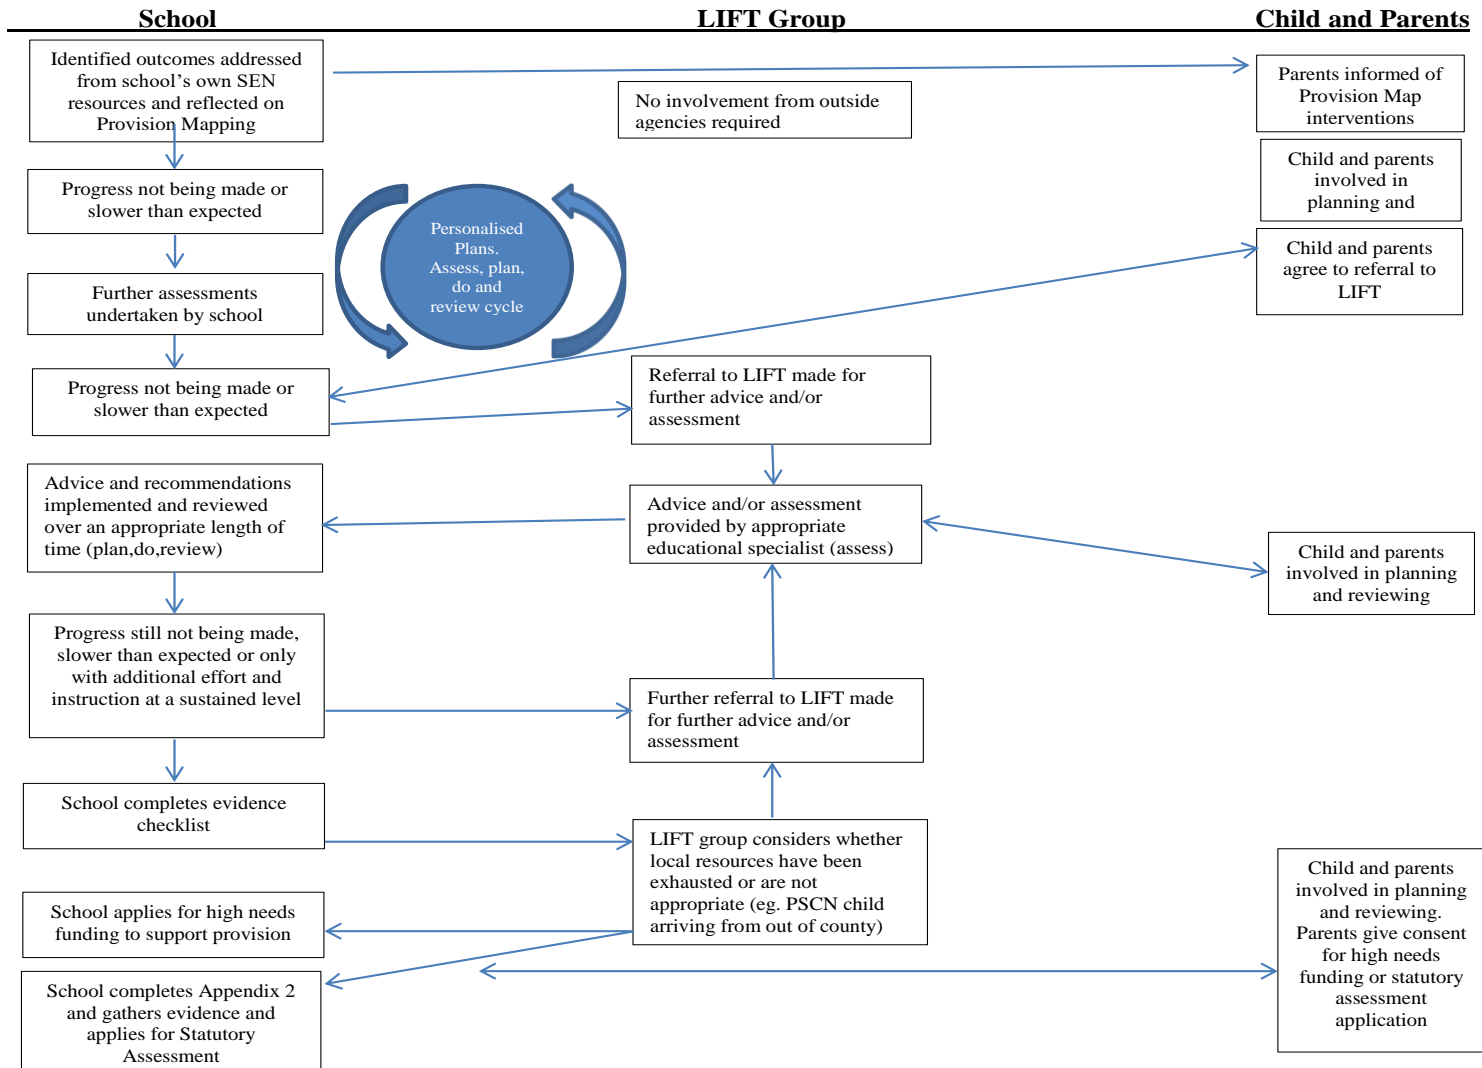 School
LIFT Group
Child and Parents
Identified outcomes addressed
from school's own SEN
resources and reflected on
Provision Mapping
No involvement from outside
agencies required
Parents informed of
Provision Map
interventions
Child and parents
involved in
planning and
Progress not being made or
slower than expected
Personalised
Plans.
Assess, plan,
do and
review cycle
Child and parents
agree to referral to
LIFT
Further assessments
undertaken by school
Progress not being made or
slower than expected
Referral to LIFT made for
further advice and/or
assessment
Advice and recommendations
implemented and reviewed
over an appropriate length of
time (plan,do,review)
Advice and/or assessment
provided by appropriate
educational specialist (assess)
Child and parents
involved in planning
and reviewing
Progress still not being made,
slower than expected or only
with additional effort and
instruction at a sustained level
Further referral to LIFT made
for further advice and/or
assessment
School completes evidence
checklist
LIFT group considers whether
local resources have been
exhausted or are not
appropriate (eg. PSCN child
arriving from out of county)
School applies for high needs
funding to support provision
Child and parents
involved in planning
and reviewing.
Parents give consent
for high needs
funding or statutory
assessment
application
School completes Appendix 2
and gathers evidence and
applies for Statutory
Assessment